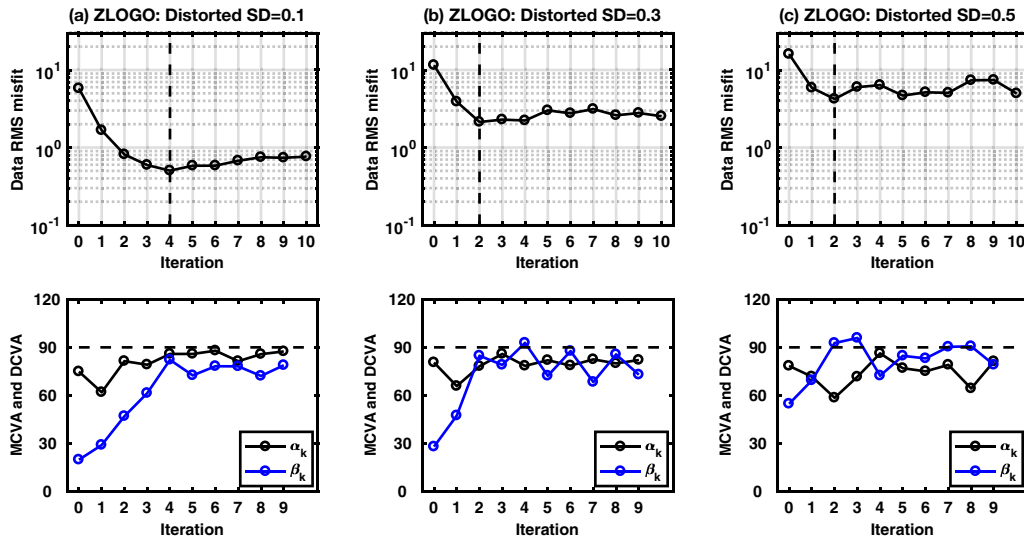 (a) ZLOGO: Distorted SD=0.1
Data RMS misfit
10^1
10^0
10^-1
0 1 2 3 4 5 6 7 8 9 10
Iteration
(b) ZLOGO: Distorted SD=0.3
Data RMS misfit
10^1
10^0
10^-1
0 1 2 3 4 5 6 7 8 9 10
Iteration
(c) ZLOGO: Distorted SD=0.5
Data RMS misfit
10^1
10^0
10^-1
0 1 2 3 4 5 6 7 8 9 10
Iteration
MCVA and DCVA
120
90
60
30
0
α_k
β_k
0 1 2 3 4 5 6 7 8 9
Iteration
MCVA and DCVA
120
90
60
30
0
α_k
β_k
0 1 2 3 4 5 6 7 8 9
Iteration
MCVA and DCVA
120
90
60
30
0
α_k
β_k
0 1 2 3 4 5 6 7 8 9
Iteration